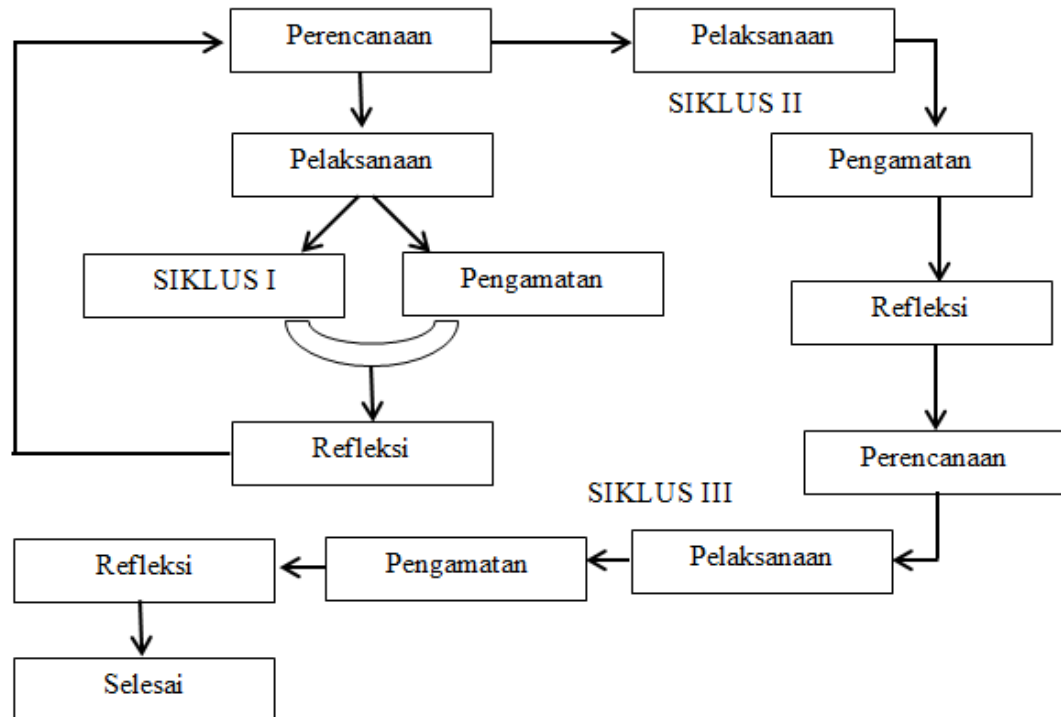 Perencanaan
Pelaksanaan
SIKLUS II
Pelaksanaan
Pengamatan
SIKLUS I
Pengamatan
Refleksi
Refleksi
Perencanaan
SIKLUS III
Pelaksanaan
Pengamatan
Refleksi
Selesai